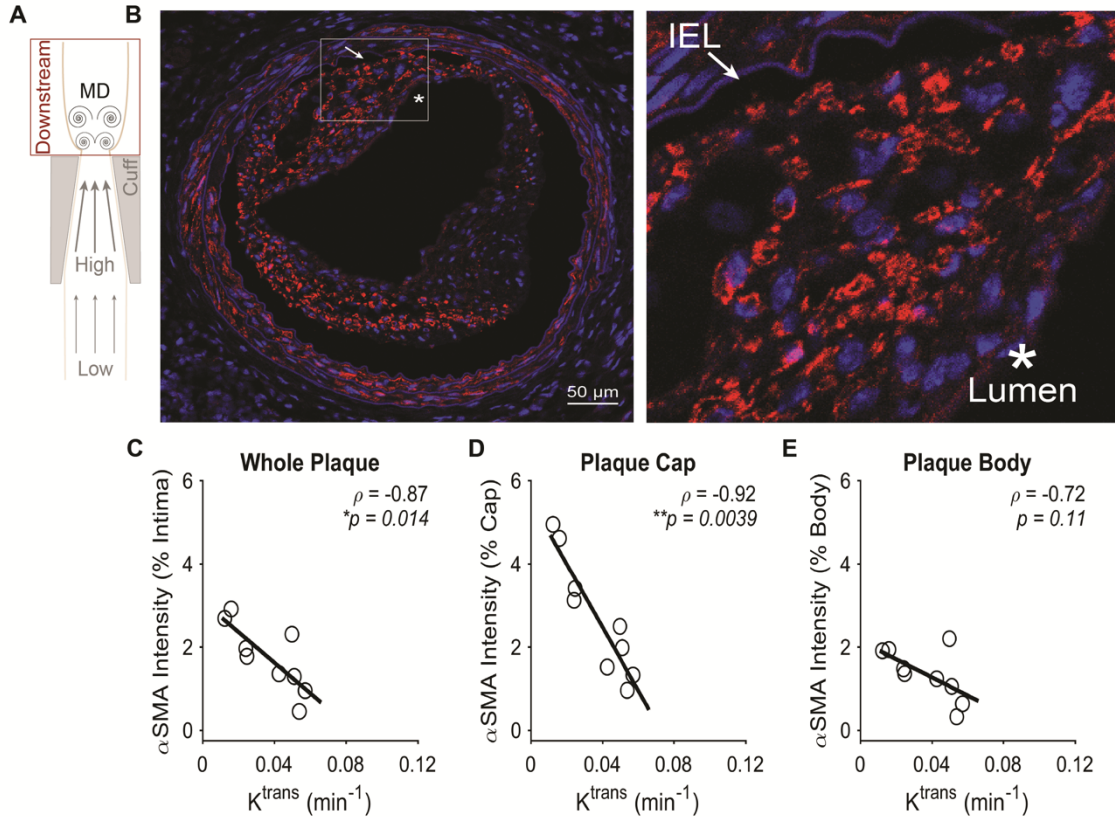 A
Downstream
MD
Cuff
High
Low
B
*
50 µm
IEL
*
Lumen
C
Whole Plaque
ρ = -0.87
*p = 0.014
αSMA Intensity (% Intima)
6
4
2
0
0 0.04 0.08 0.12
K^trans (min⁻¹)
D
Plaque Cap
ρ = -0.92
**p = 0.0039
αSMA Intensity (% Cap)
6
4
2
0
0 0.04 0.08 0.12
K^trans (min⁻¹)
E
Plaque Body
ρ = -0.72
p = 0.11
αSMA Intensity (% Body)
6
4
2
0
0 0.04 0.08 0.12
K^trans (min⁻¹)